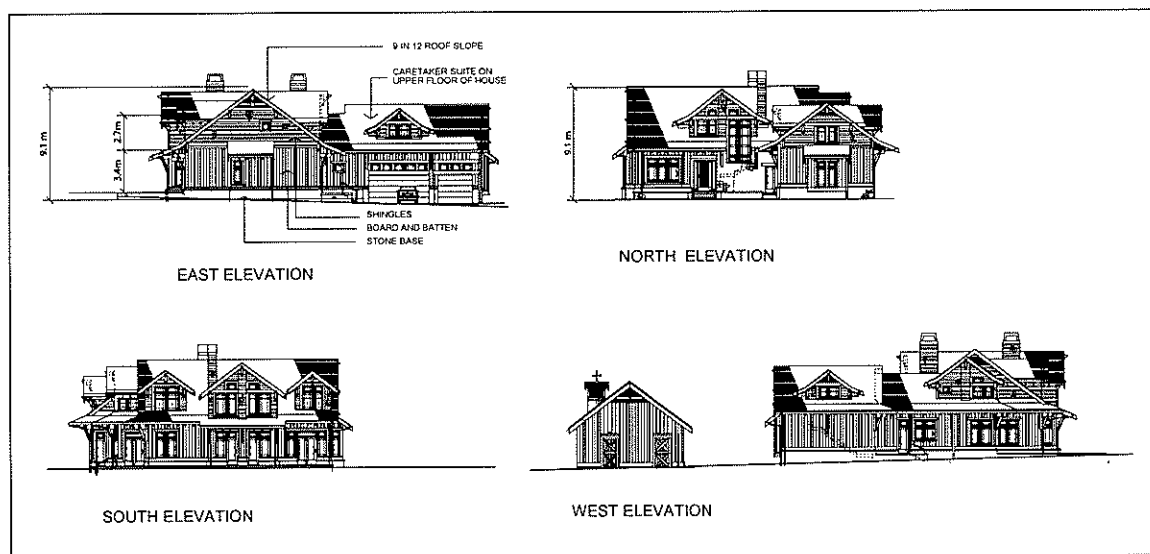 9 IN 12 ROOF SLOPE
CARETAKER SUITE ON
UPPER FLOOR OF HOUSE
9.1 m
2.7m
3.4m
SHINGLES
BOARD AND BATTEN
STONE BASE
EAST ELEVATION
9.1 m
NORTH ELEVATION
SOUTH ELEVATION
WEST ELEVATION